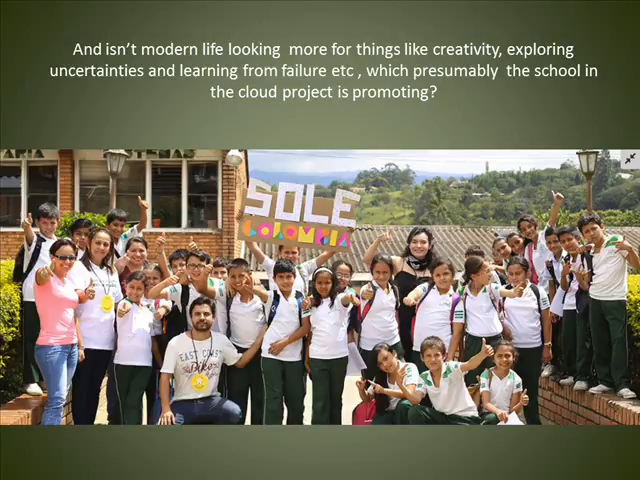 And isn't modern life looking  more for things like creativity, exploring
uncertainties and learning from failure etc , which presumably  the school in
the cloud project is promoting?
SOLE
COLOMBIA
EAST COAST